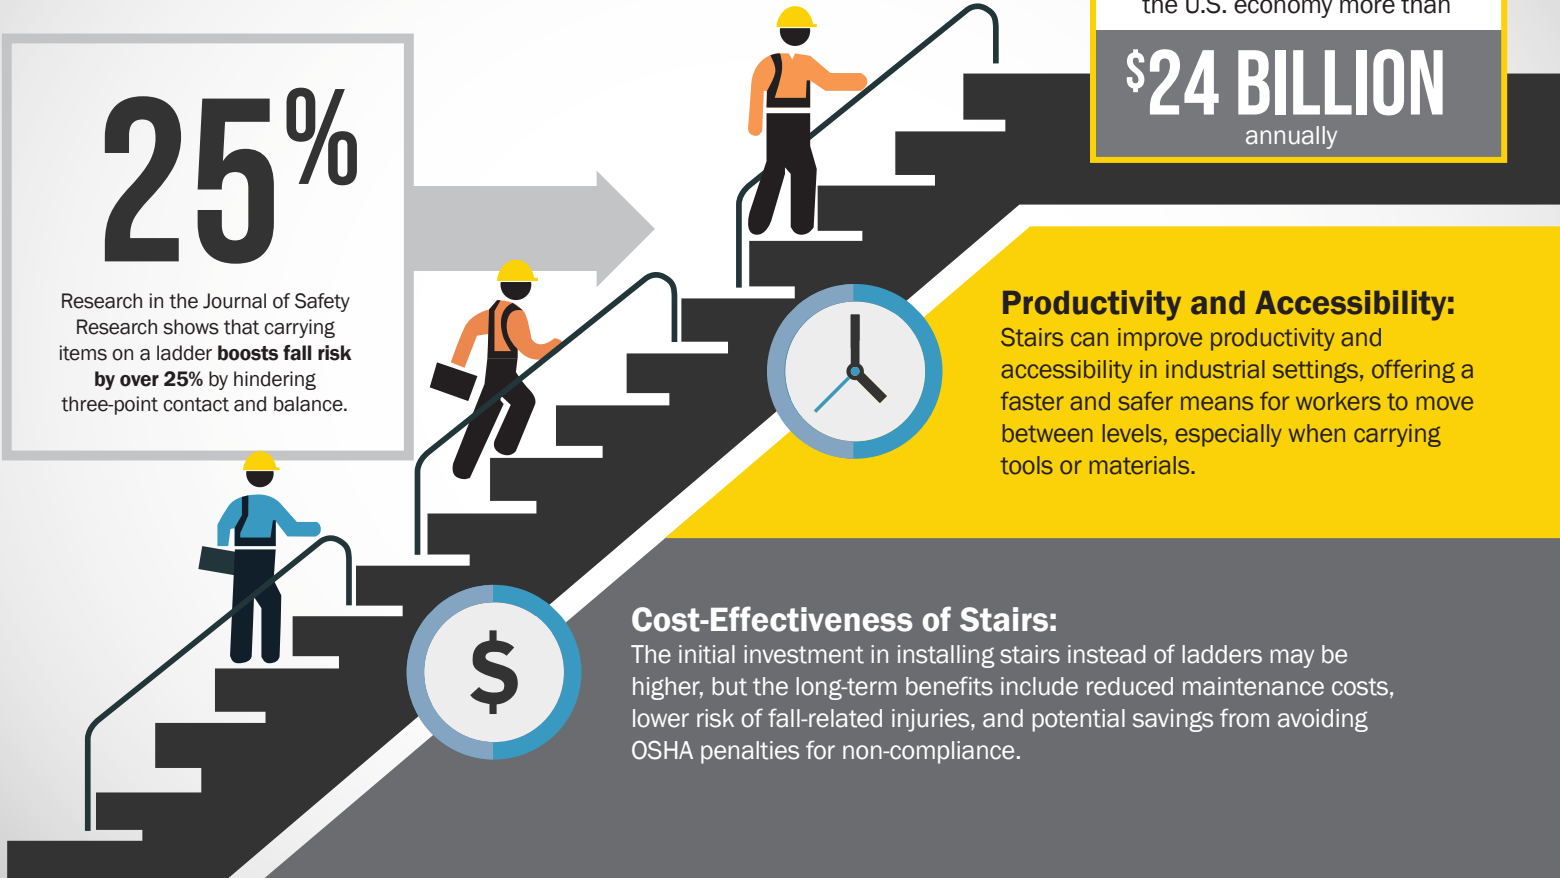 the U.S. economy more than
$24 BILLION
annually
25%
Research in the Journal of Safety
Research shows that carrying
items on a ladder boosts fall risk
by over 25% by hindering
three-point contact and balance.
Productivity and Accessibility:
Stairs can improve productivity and
accessibility in industrial settings, offering a
faster and safer means for workers to move
between levels, especially when carrying
tools or materials.
$
Cost-Effectiveness of Stairs:
The initial investment in installing stairs instead of ladders may be
higher, but the long-term benefits include reduced maintenance costs,
lower risk of fall-related injuries, and potential savings from avoiding
OSHA penalties for non-compliance.